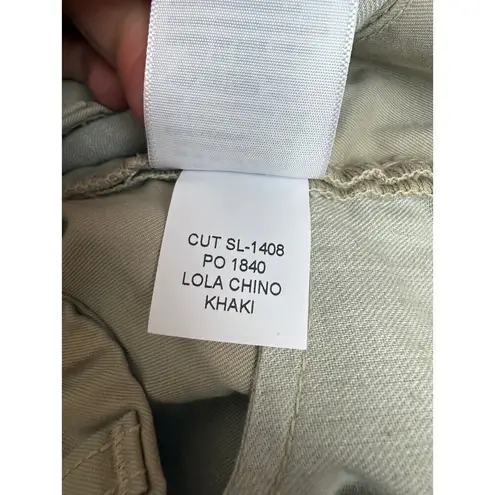 CUT SL-1408
PO 1840
LOLA CHINO
KHAKI